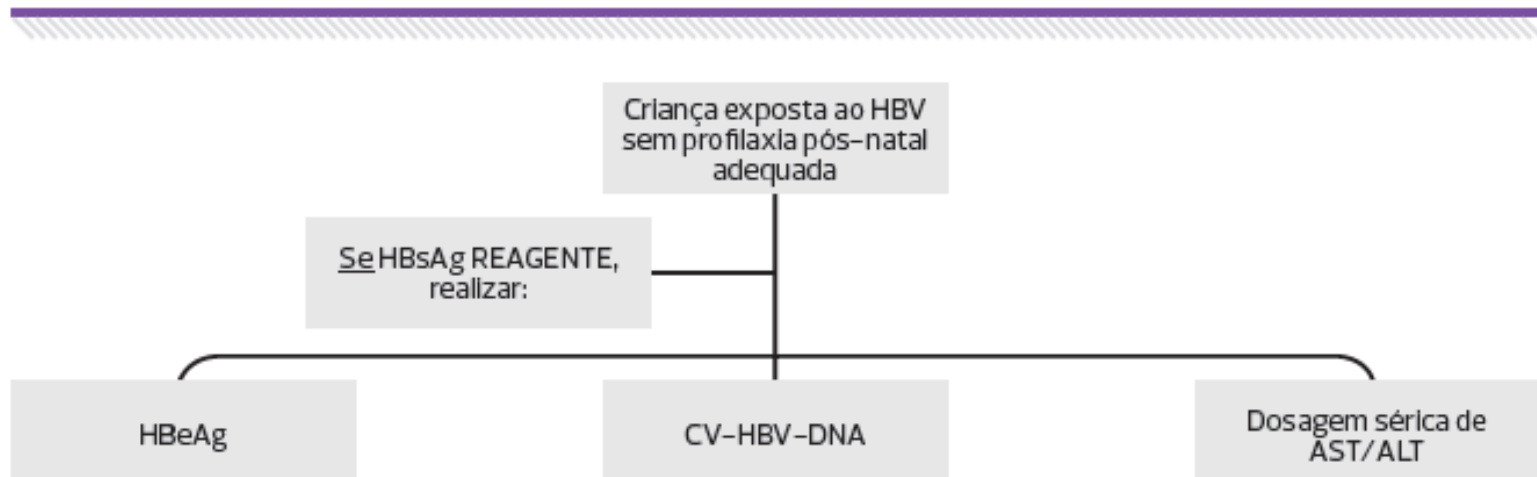 Criança exposta ao HBV
sem profilaxia pós-natal
adequada
Se HBsAg REAGENTE,
realizar:
HBeAg
CV-HBV-DNA
Dosagem sérica de
AST/ALT